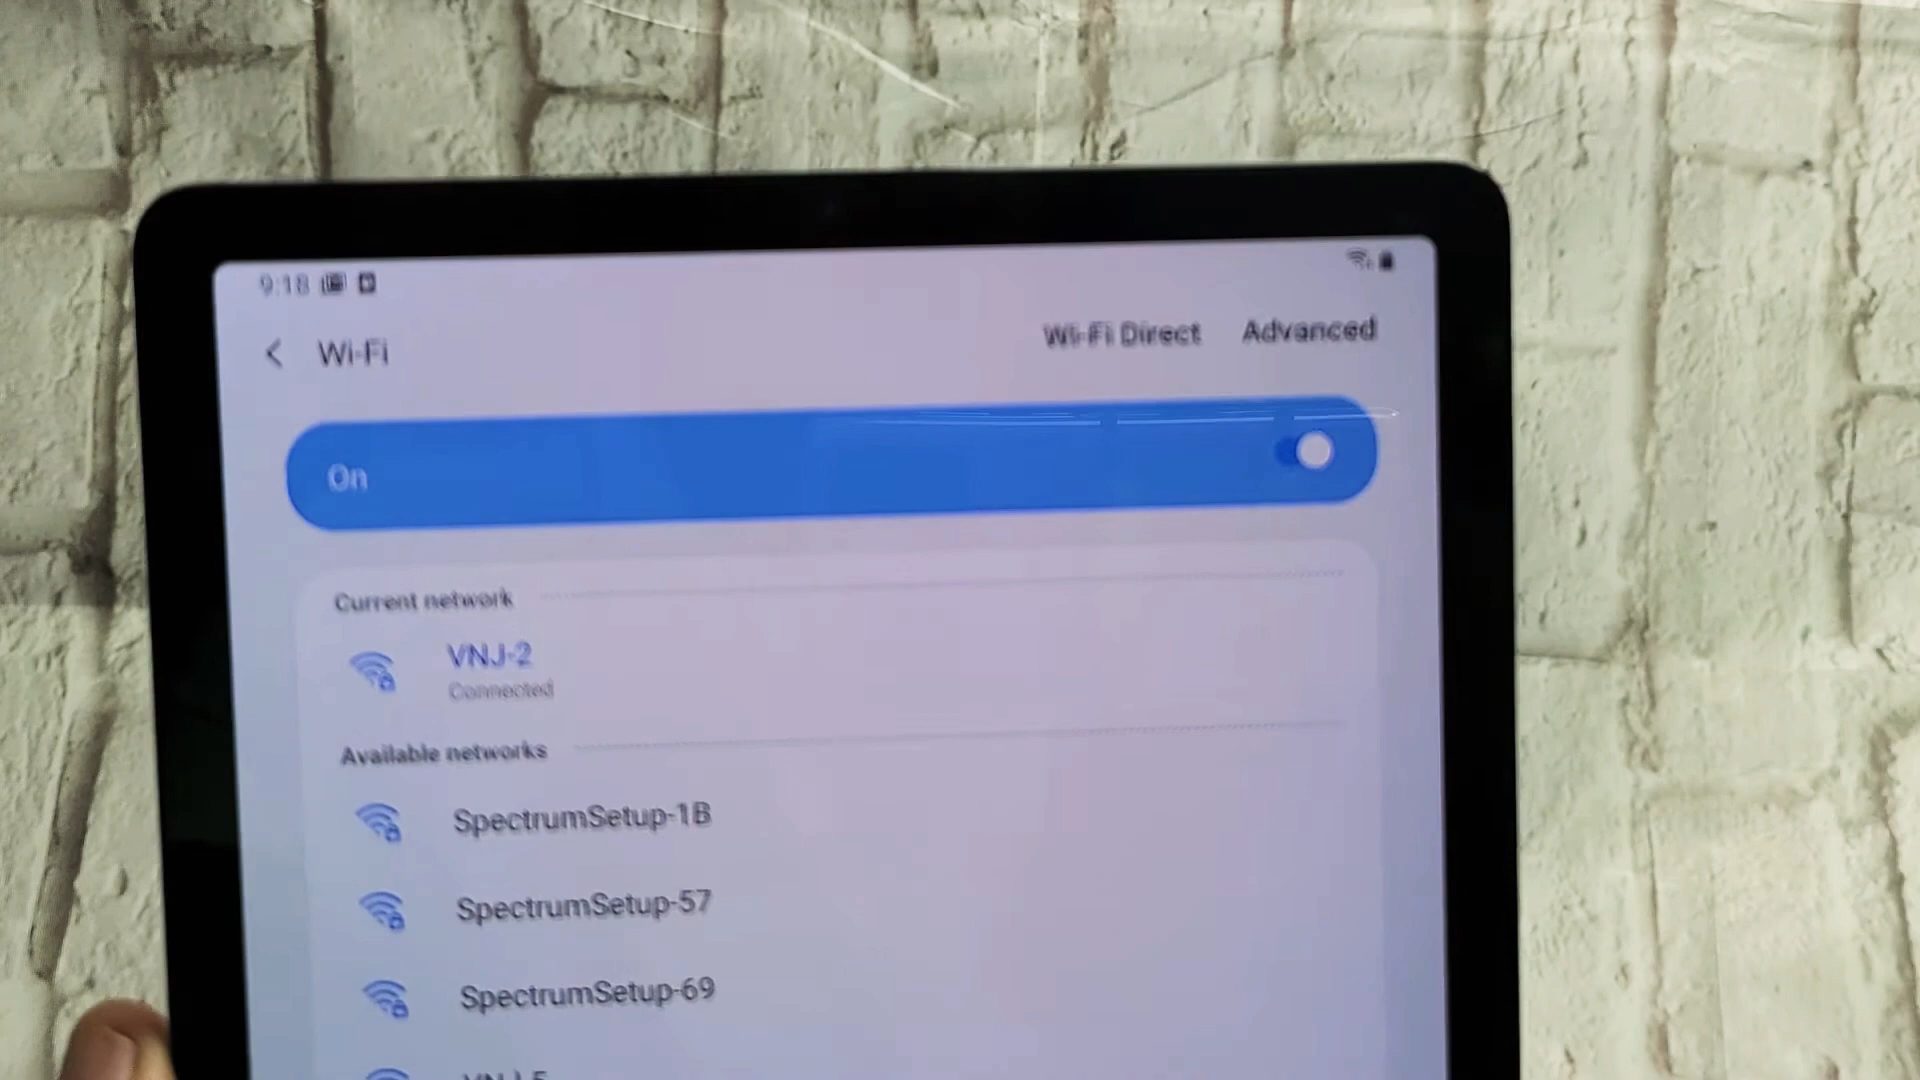 9:18
Wi-Fi
Wi-Fi Direct
Advanced
On
Current network
VNJ-2
Connected
Available networks
SpectrumSetup-1B
SpectrumSetup-57
SpectrumSetup-69